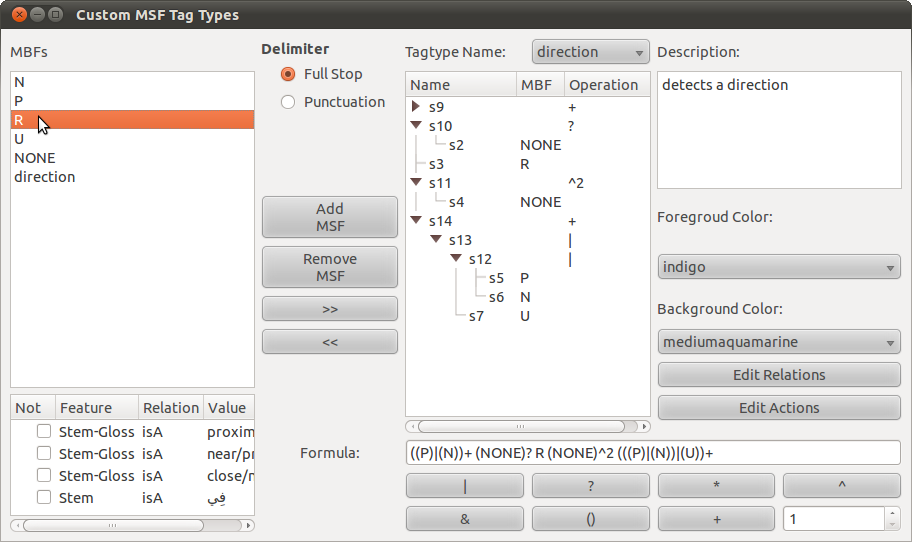 Custom MSF Tag Types
MBFs
N
P
R
U
NONE
direction
Not Feature Relation Value
Stem-Gloss isA proxim
Stem-Gloss isA near/pr
Stem-Gloss isA close/n
Stem isA فِي
Delimiter
Full Stop
Punctuation
Add
MSF
Remove
MSF
>>
<<
Tagtype Name: direction
Name MBF Operation
s9 +
s10 ?
s2 NONE
s3 R
s11 ^2
s4 NONE
s14 +
s13 |
s12 |
s5 P
s6 N
s7 U
Description:
detects a direction
Foregroud Color:
indigo
Background Color:
mediumaquamarine
Edit Relations
Edit Actions
Formula: ((P)|(N))+ (NONE)? R (NONE)^2 (((P)|(N))|(U))+
| ? * ^
& () + 1